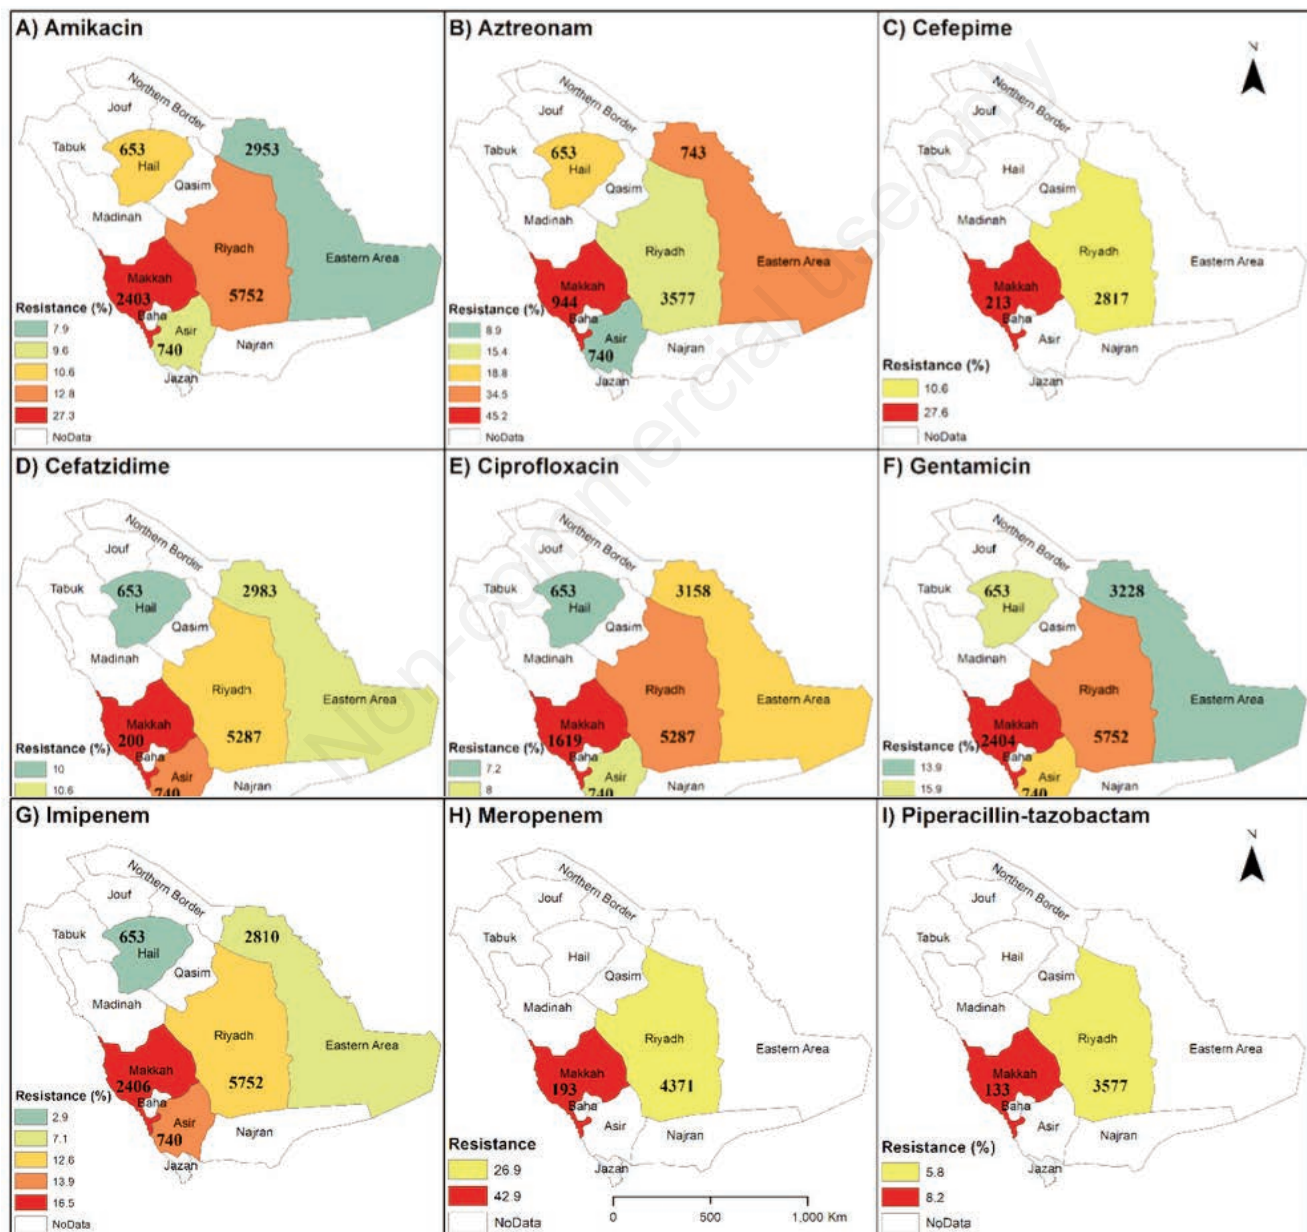 A) Amikacin
Northern Border
Jouf
Tabuk
653
Hail
2953
Qasim
Madinah
Riyadh
Eastern Area
Makkah
2403
5752
Baha
Asir
740
Najran
Jazan
Resistance (%)
7.9
9.6
10.6
12.8
27.3
NoData
B) Aztreonam
Northern Border
Jouf
Tabuk
653
Hail
743
Qasim
Madinah
Riyadh
Eastern Area
Makkah
944
3577
Baha
Asir
740
Najran
Jazan
Resistance (%)
8.9
15.4
18.8
34.5
45.2
NoData
C) Cefepime
N
Northern Border
Jouf
Tabuk
Hail
Qasim
Madinah
Riyadh
Eastern Area
Makkah
213
2817
Baha
Asir
Najran
Jazan
Resistance (%)
10.6
27.6
NoData
D) Cefatzidime
Northern Border
Jouf
Tabuk
653
Hail
2983
Qasim
Madinah
Riyadh
Eastern Area
Makkah
200
5287
Baha
Asir
740
Najran
Resistance (%)
10
10.6
E) Ciprofloxacin
Northern Border
Jouf
Tabuk
653
Hail
3158
Qasim
Madinah
Riyadh
Eastern Area
Makkah
1619
5287
Baha
Asir
740
Najran
Resistance (%)
7.2
8
F) Gentamicin
Northern Border
Jouf
Tabuk
653
Hail
3228
Qasim
Madinah
Riyadh
Eastern Area
Makkah
2404
5752
Baha
Asir
740
Najran
Resistance (%)
13.9
15.9
G) Imipenem
Northern Border
Jouf
Tabuk
653
Hail
2810
Qasim
Madinah
Riyadh
Eastern Area
Makkah
2406
5752
Baha
Asir
740
Najran
Jazan
Resistance (%)
2.9
7.1
12.6
13.9
16.5
NoData
H) Meropenem
Northern Border
Jouf
Tabuk
Hail
Qasim
Madinah
Riyadh
Eastern Area
Makkah
193
4371
Baha
Asir
Najran
Jazan
Resistance
26.9
42.9
NoData
0 500 1,000 Km
I) Piperacillin-tazobactam
N
Northern Border
Jouf
Tabuk
Hail
Qasim
Madinah
Riyadh
Eastern Area
Makkah
133
3577
Baha
Asir
Najran
Jazan
Resistance (%)
5.8
8.2
NoData
Non-commercial use only